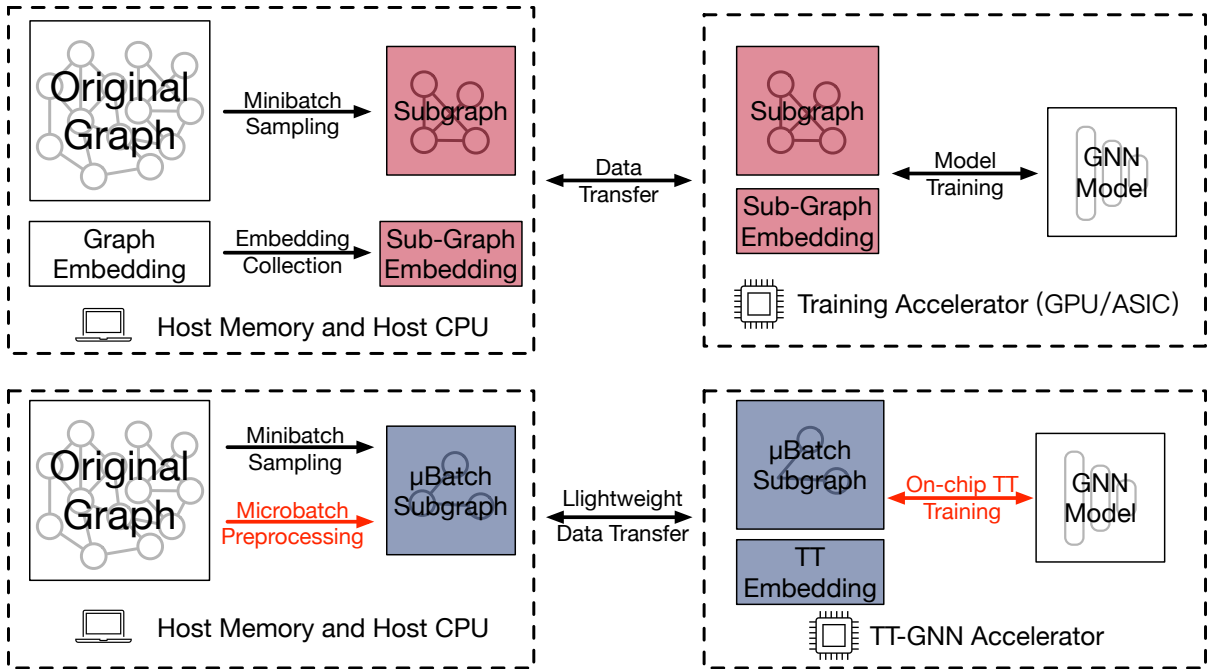 Original
Graph
Minibatch
Sampling
Subgraph
Graph
Embedding
Embedding
Collection
Sub-Graph
Embedding
Host Memory and Host CPU
Data
Transfer
Subgraph
Sub-Graph
Embedding
Model
Training
GNN
Model
Training Accelerator (GPU/ASIC)
Original
Graph
Minibatch
Sampling
Microbatch
Preprocessing
μBatch
Subgraph
Host Memory and Host CPU
Llightweight
Data Transfer
μBatch
Subgraph
TT
Embedding
On-chip TT
Training
GNN
Model
TT-GNN Accelerator